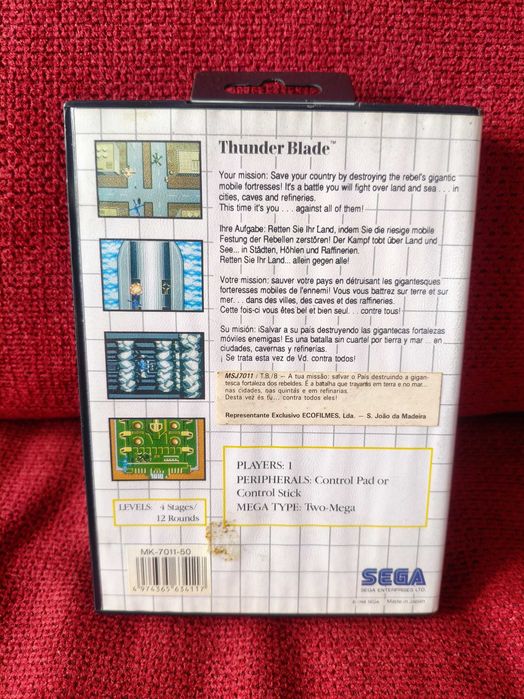 Thunder Blade™
Your mission: Save your country by destroying the rebel's gigantic
mobile fortresses! It's a battle you will fight over land and sea . . . in
cities, caves and refineries.
This time it's you . . . against all of them!
Ihre Aufgabe: Retten Sie Ihr Land, indem Sie die riesige mobile
Festung der Rebellen zerstören! Der Kampf tobt über Land und
See... in Städten, Höhlen und Raffinerien.
Retten Sie Ihr Land... allein gegen alle!
Votre mission: sauver votre pays en détruisant les gigantesques
forteresses mobiles de l'ennemi! Vous vous battrez sur terre et sur
mer. . . dans des villes, des caves et des raffineries.
Cette fois-ci vous êtes bel et bien seul. . . contre tous!
Su misión: ¡Salvar a su país destruyendo las gigantecas fortalezas
móviles enemigas! Es una batalla sin cuartel por tierra y mar... en
ciudades, cavernas y refinerias.
¡ Se trata esta vez de Vd. contra todos!
MSJ7011 / T.B./8 — A tua missão: salvar o País destruindo a gigan-
tesca fortaleza dos rebeldes. É a batalha que travarás em terra e no mar...
nas cidades, nas quintás e em refinarias.
Desta vez és tu... contra todos eles!
Representante Exclusivo ECOFILMES, Lda. — S. João da Madeira
PLAYERS: 1
PERIPHERALS: Control Pad or
Control Stick
MEGA TYPE: Two-Mega
LEVELS: 4 Stages/
12 Rounds
MK-7011-50
4 974365 634117
SEGA
SEGA ENTERPRISES LTD.
©1988 SEGA Made in Japan